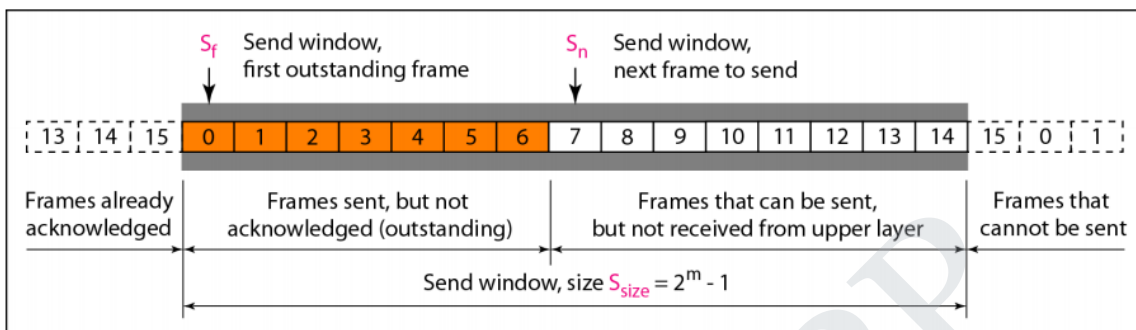 Sf Send window, first outstanding frame
Sn Send window, next frame to send
13 14 15 0 1 2 3 4 5 6 7 8 9 10 11 12 13 14 15 0 1
Frames already acknowledged
Frames sent, but not acknowledged (outstanding)
Frames that can be sent, but not received from upper layer
Frames that cannot be sent
Send window, size Ssize = 2^m - 1